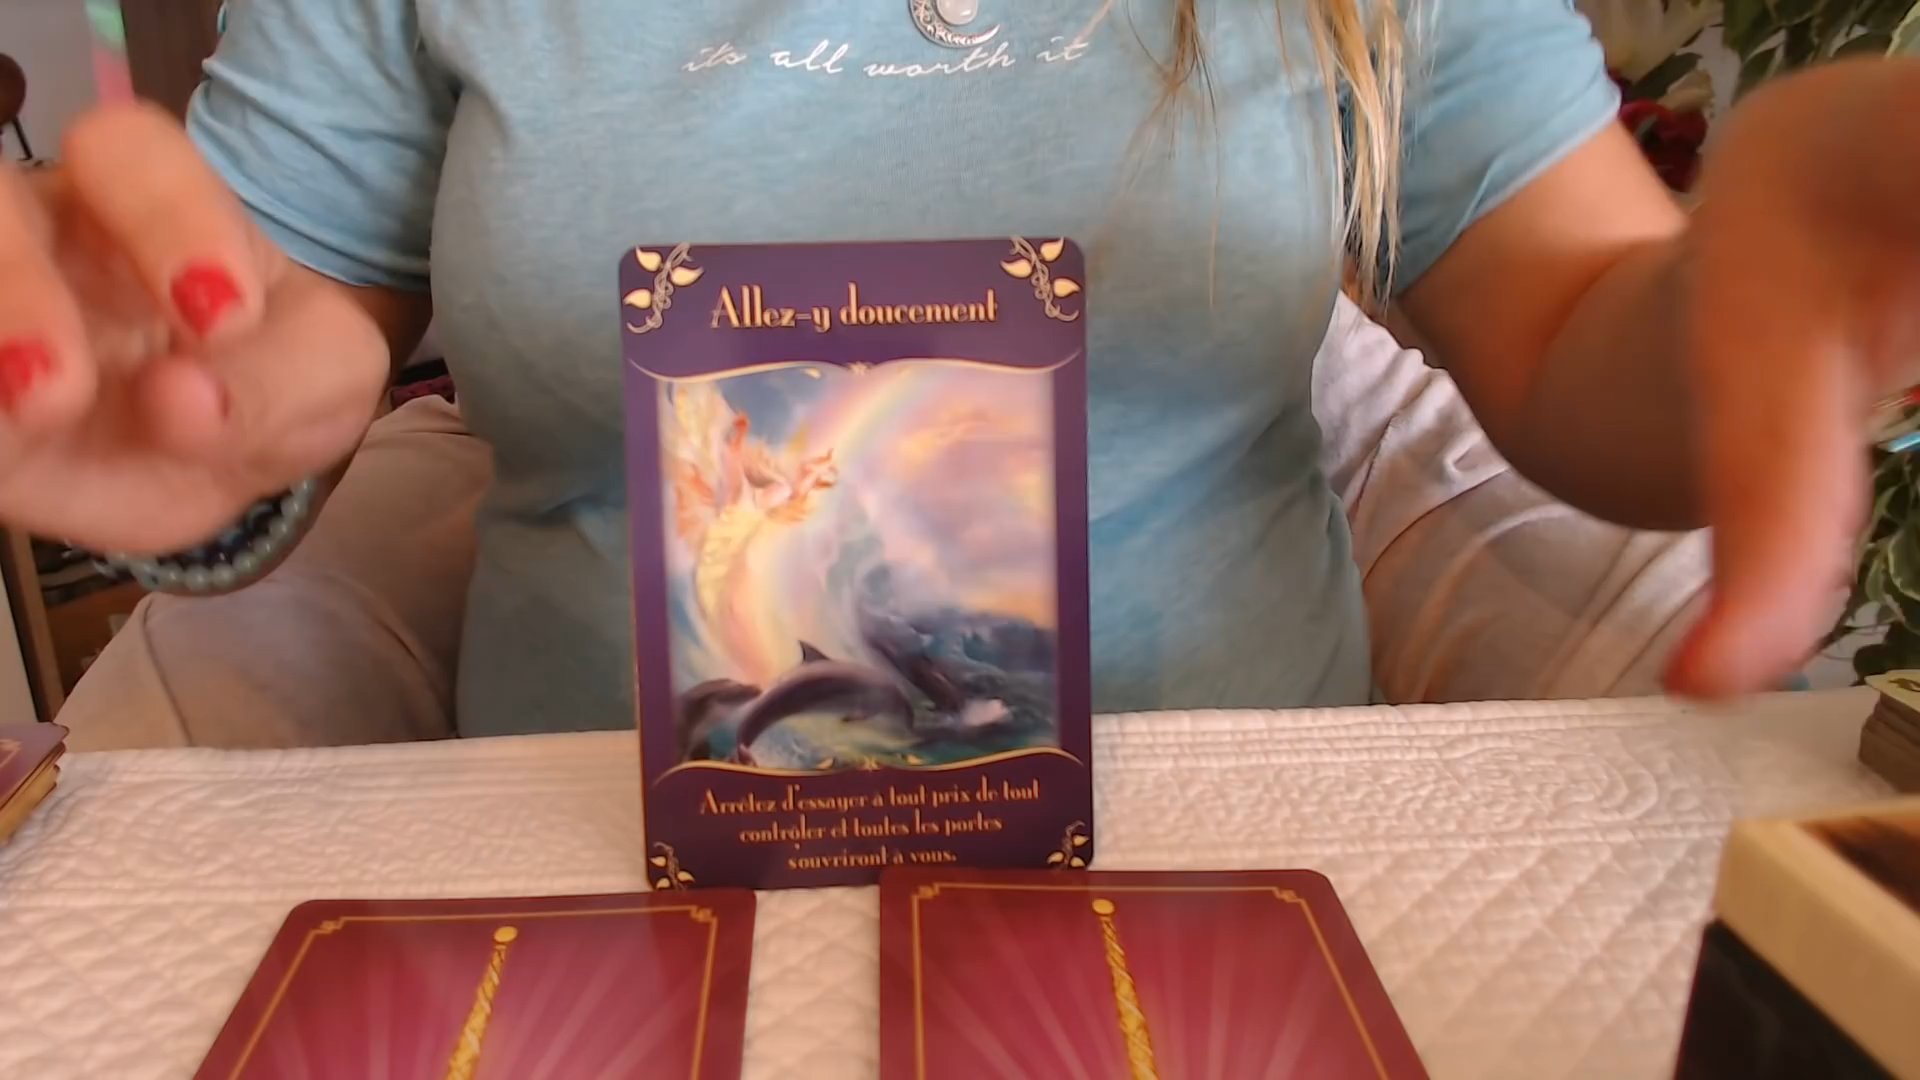 its all worth it
Allez-y doucement
Arrêtez d'essayer à tout prix de tout
contrôler et toutes les portes
s'ouvriront à vous.